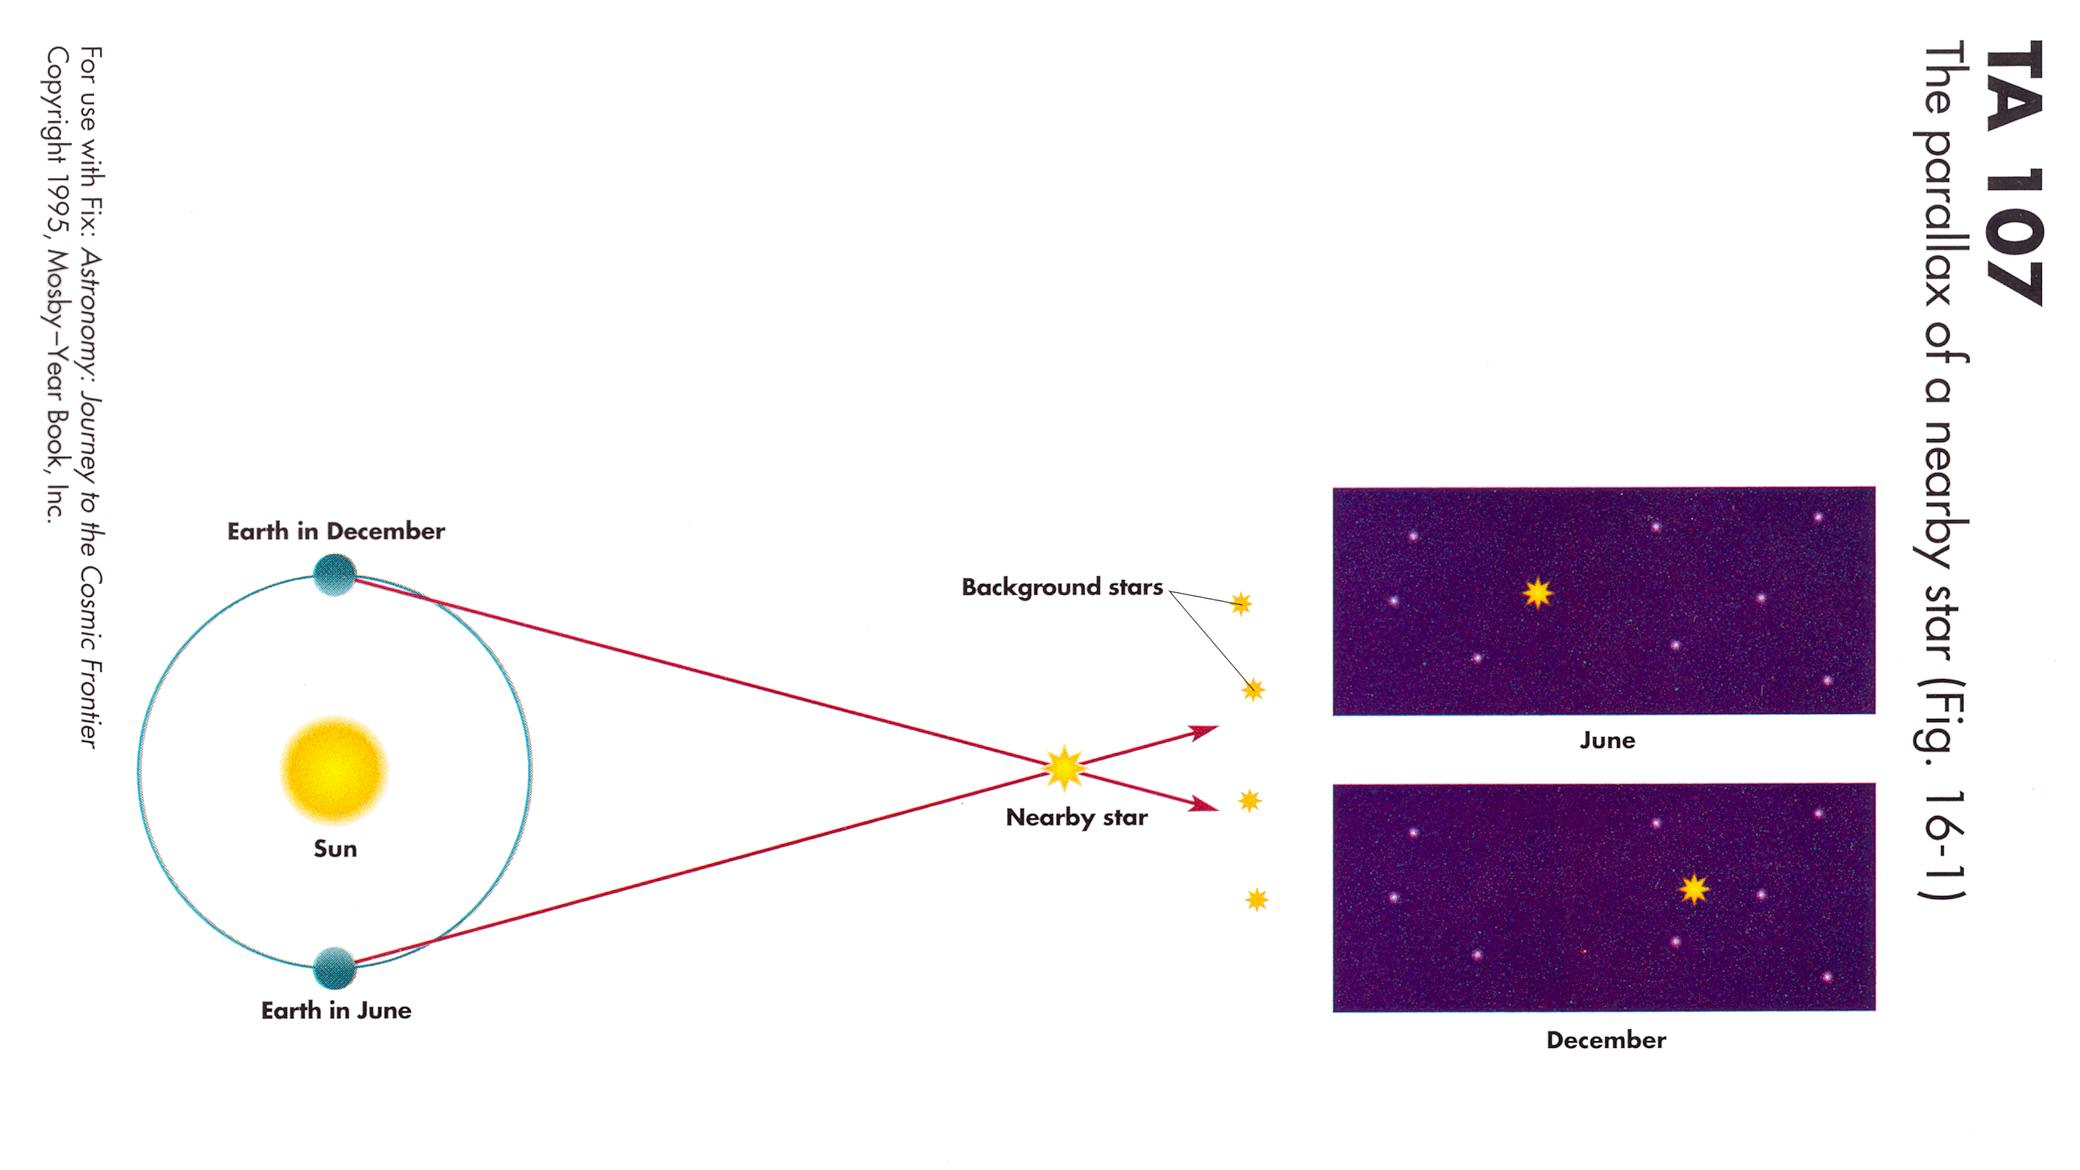 TA 107
The parallax of a nearby star (Fig. 16-1)
Earth in December
Sun
Earth in June
Background stars
Nearby star
June
December
For use with Fix: Astronomy: Journey to the Cosmic Frontier
Copyright 1995, Mosby–Year Book, Inc.